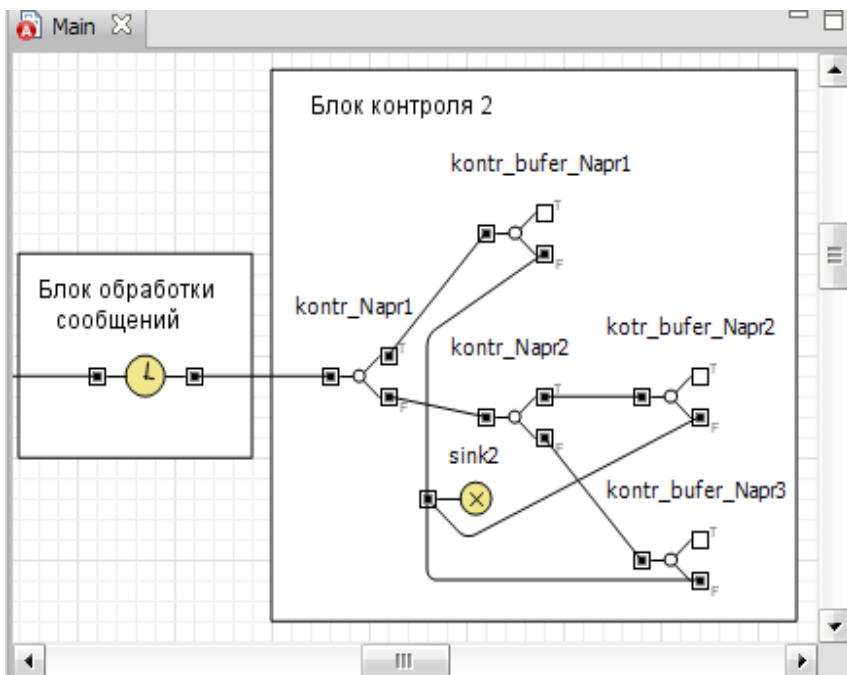 Main
Блок контроля 2
kontr_bufer_Napr1
T
F
Блок обработки
сообщений
kontr_Napr1
T
F
kontr_Napr2
T
F
kotr_bufer_Napr2
T
F
sink2
kontr_bufer_Napr3
T
F